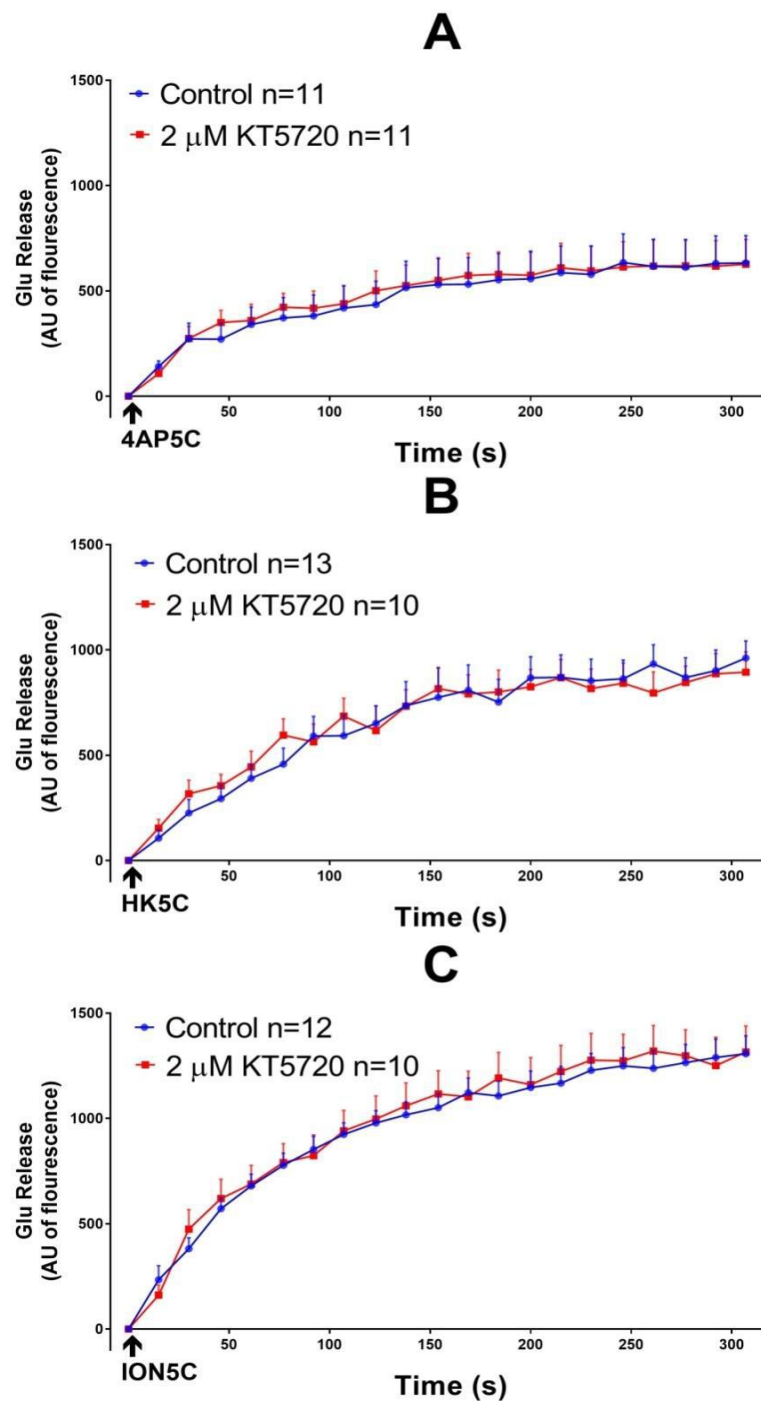 A
1500
1000
500
0
Glu Release
(AU of flourescence)
Control n=11
2 μM KT5720 n=11
50
100
150
200
250
300
4AP5C
Time (s)
B
1500
1000
500
0
Glu Release
(AU of flourescence)
Control n=13
2 μM KT5720 n=10
50
100
150
200
250
300
HK5C
Time (s)
C
1500
1000
500
0
Glu Release
(AU of flourescence)
Control n=12
2 μM KT5720 n=10
50
100
150
200
250
300
ION5C
Time (s)